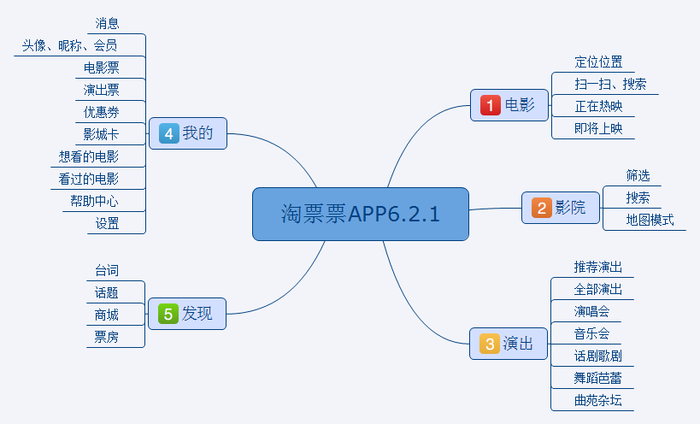 淘票票APP6.2.1
1 电影
定位位置
扫一扫、搜索
正在热映
即将上映
2 影院
筛选
搜索
地图模式
3 演出
推荐演出
全部演出
演唱会
音乐会
话剧歌剧
舞蹈芭蕾
曲苑杂坛
4 我的
消息
头像、昵称、会员
电影票
演出票
优惠券
影城卡
想看的电影
看过的电影
帮助中心
设置
5 发现
台词
话题
商城
票房